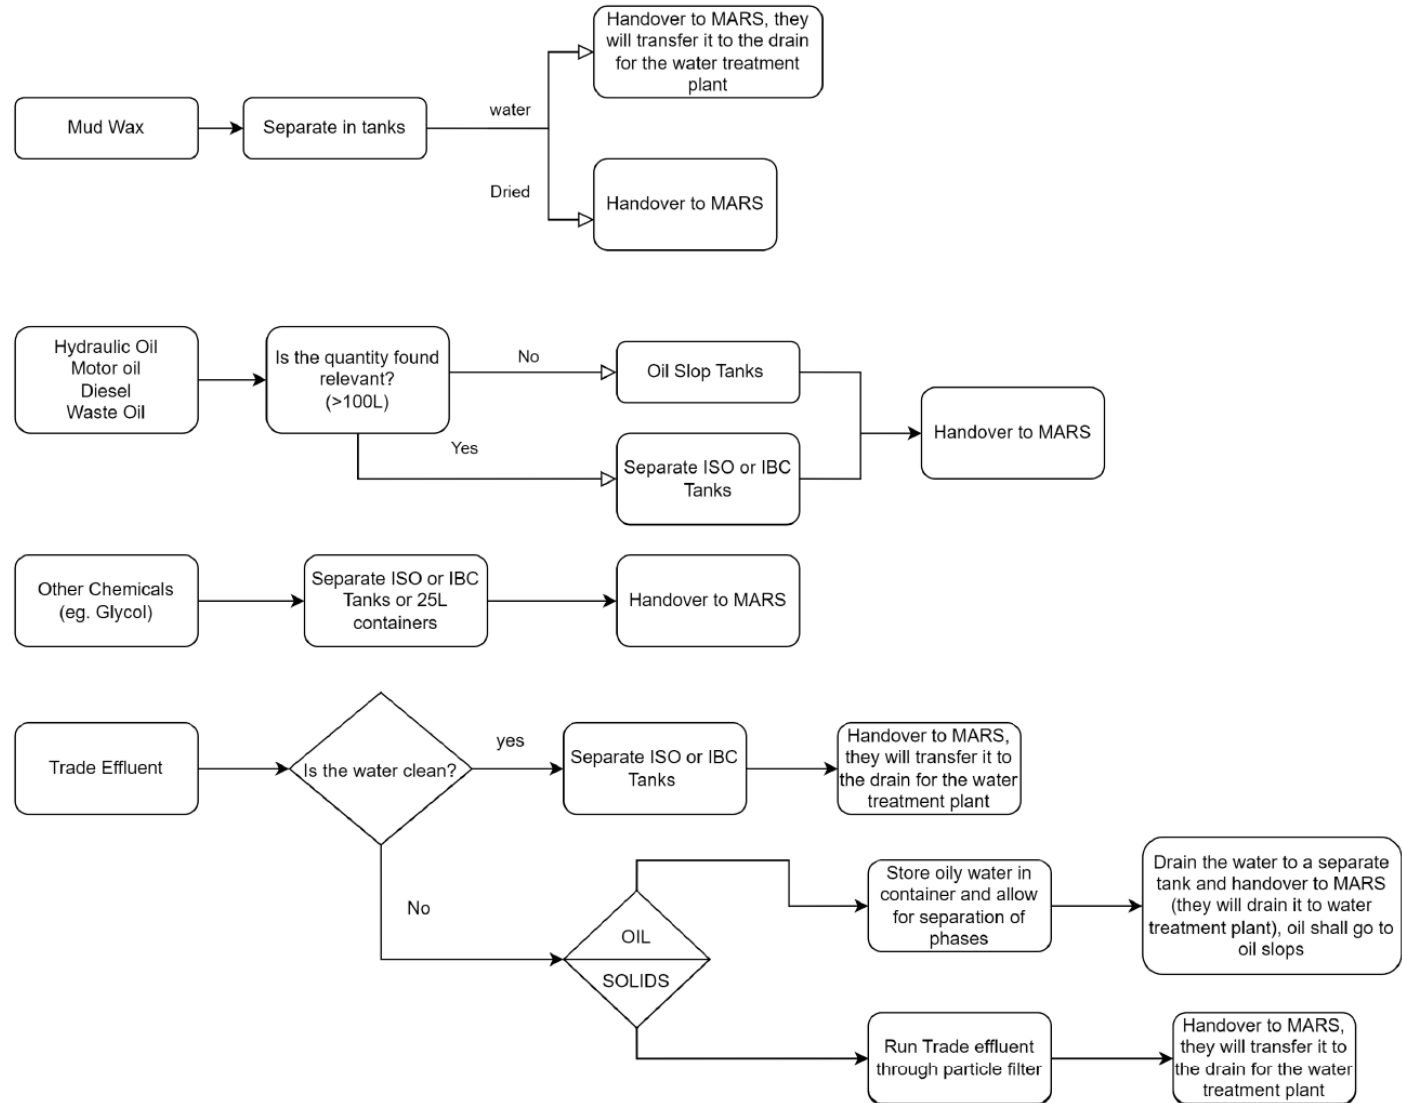 Handover to MARS, they
will transfer it to the drain
for the water treatment
plant
Mud Wax
Separate in tanks
water
Dried
Handover to MARS
Hydraulic Oil
Motor oil
Diesel
Waste Oil
Is the quantity found
relevant?
(>100L)
No
Oil Slop Tanks
Yes
Separate ISO or IBC
Tanks
Handover to MARS
Other Chemicals
(eg. Glycol)
Separate ISO or IBC
Tanks or 25L
containers
Handover to MARS
Trade Effluent
Is the water clean?
yes
Separate ISO or IBC
Tanks
Handover to MARS,
they will transfer it to
the drain for the water
treatment plant
No
OIL
SOLIDS
Store oily water in
container and allow
for separation of
phases
Drain the water to a separate
tank and handover to MARS
(they will drain it to water
treatment plant), oil shall go to
oil slops
Run Trade effluent
through particle filter
Handover to MARS,
they will transfer it to
the drain for the water
treatment plant